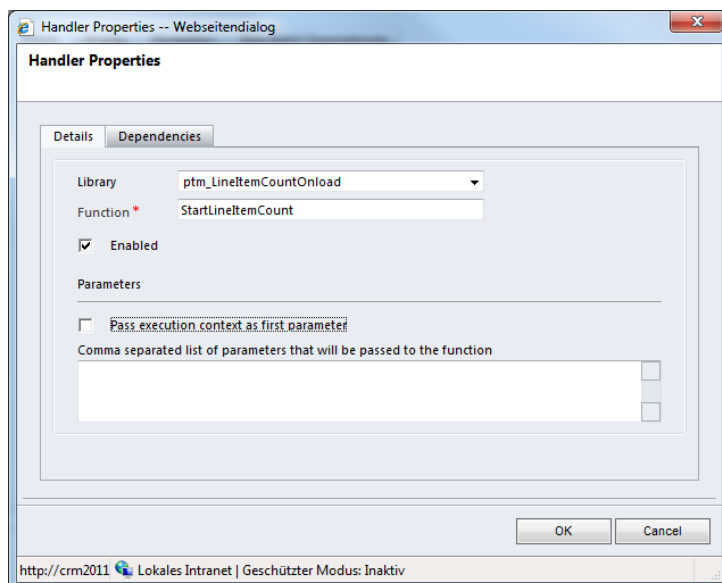 Handler Properties -- Webseitendialog
Handler Properties
Details Dependencies
Library ptm_LineItemCountOnload
Function * StartLineItemCount
Enabled
Parameters
Pass execution context as first parameter
Comma separated list of parameters that will be passed to the function
OK Cancel
http://crm2011 Lokales Intranet | Geschützter Modus: Inaktiv